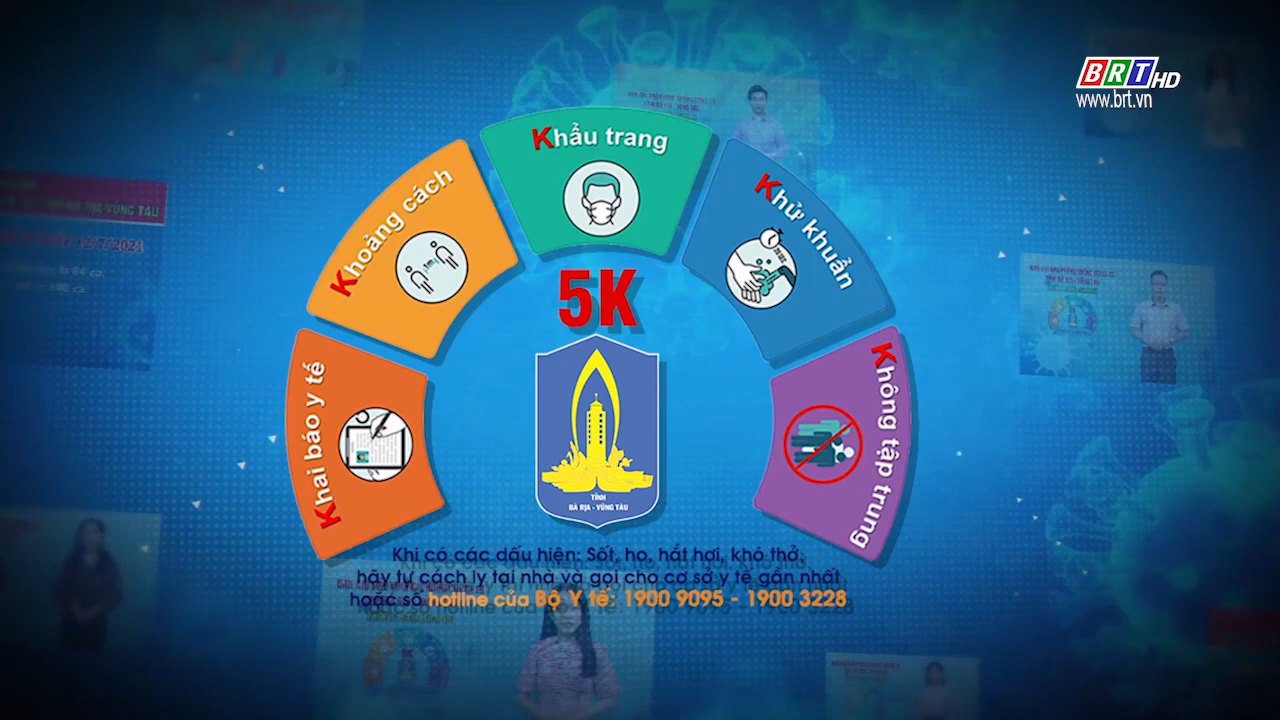 BRT HD
www.brt.vn
Khẩu trang
Khoảng cách
Khử khuẩn
Khai báo y tế
Không tập trung
5K
TỈNH
BÀ RỊA - VŨNG TÀU
Khi có các dấu hiện: Sốt, ho, hắt hơi, khó thở,
hãy tự cách ly tại nhà và gọi cho cơ sở y tế gần nhất
hoặc số hotline của Bộ Y tế: 1900 9095 - 1900 3228